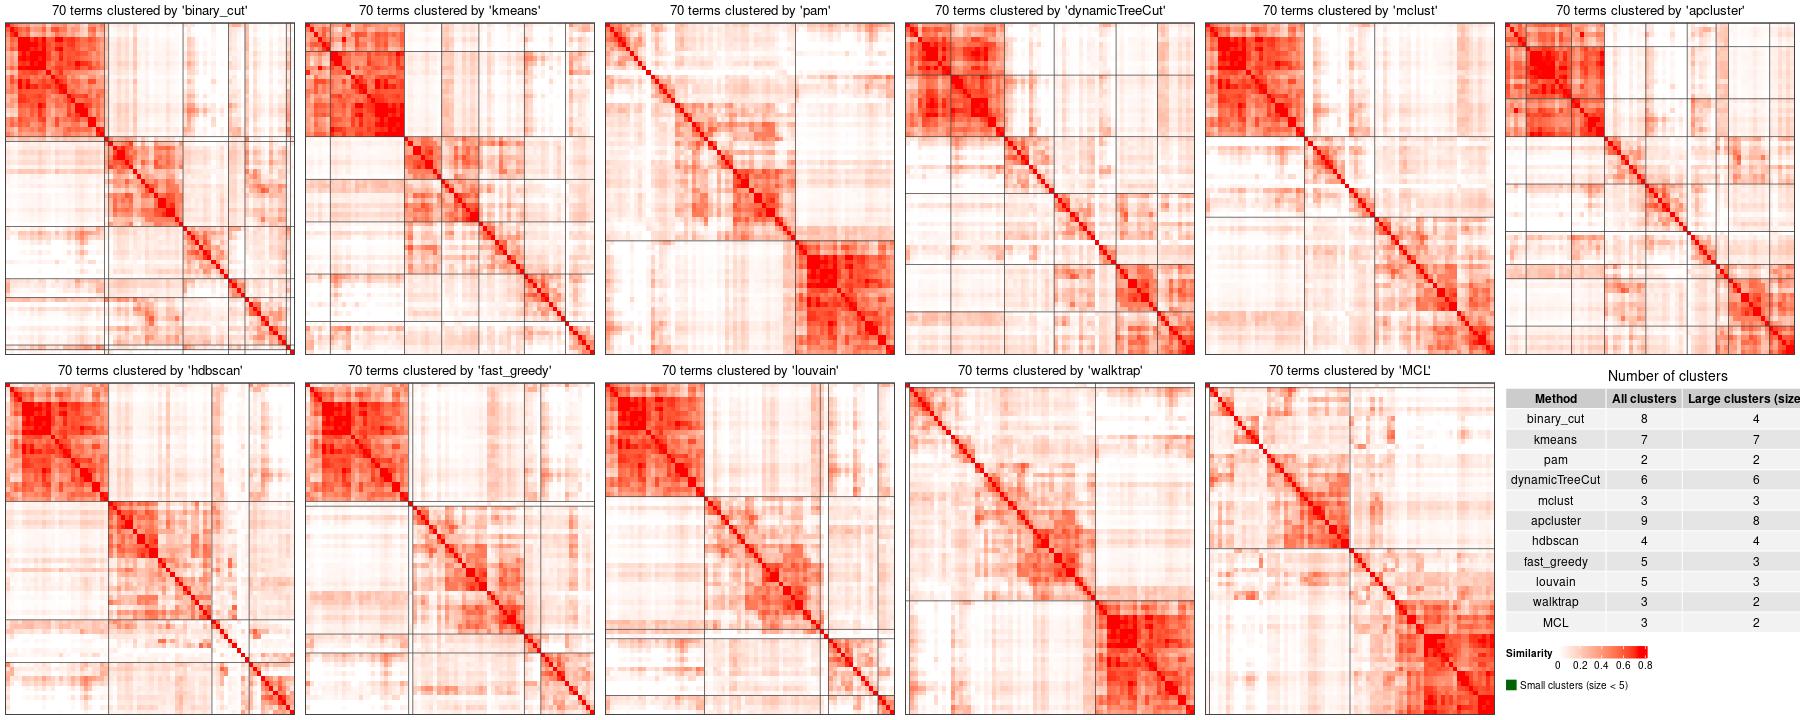 70 terms clustered by 'binary_cut'
70 terms clustered by 'kmeans'
70 terms clustered by 'pam'
70 terms clustered by 'dynamicTreeCut'
70 terms clustered by 'mclust'
70 terms clustered by 'apcluster'
70 terms clustered by 'hdbscan'
70 terms clustered by 'fast_greedy'
70 terms clustered by 'louvain'
70 terms clustered by 'walktrap'
70 terms clustered by 'MCL'
Number of clusters
Method All clusters Large clusters (size
binary_cut 8 4
kmeans 7 7
pam 2 2
dynamicTreeCut 6 6
mclust 3 3
apcluster 9 8
hdbscan 4 4
fast_greedy 5 3
louvain 5 3
walktrap 3 2
MCL 3 2
Similarity
0 0.2 0.4 0.6 0.8
Small clusters (size < 5)